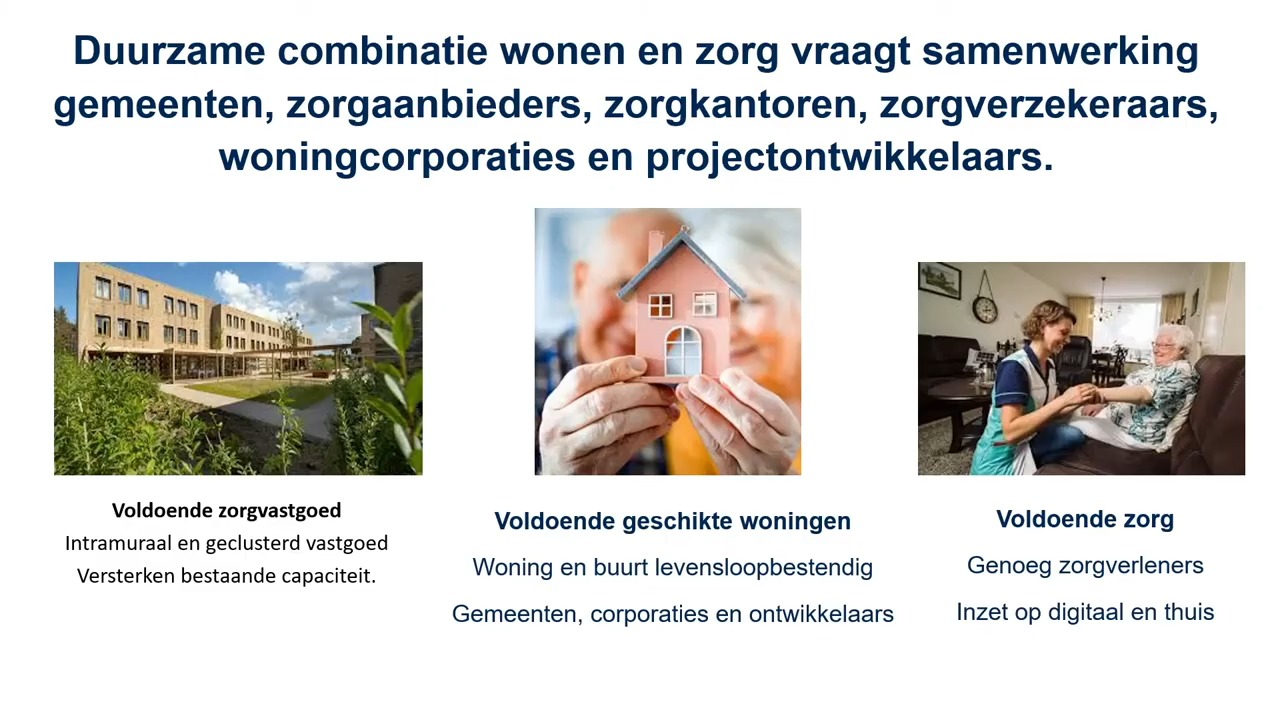 Duurzame combinatie wonen en zorg vraagt samenwerking
gemeenten, zorgaanbieders, zorgkantoren, zorgverzekeraars,
woningcorporaties en projectontwikkelaars.
Voldoende zorgvastgoed
Intramuraal en geclusterd vastgoed
Versterken bestaande capaciteit.
Voldoende geschikte woningen
Woning en buurt levensloopbestendig
Gemeenten, corporaties en ontwikkelaars
Voldoende zorg
Genoeg zorgverleners
Inzet op digitaal en thuis